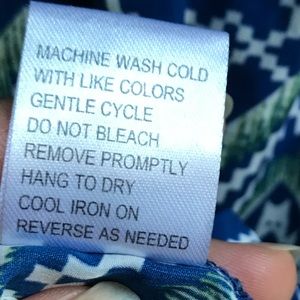 MACHINE WASH COLD
WITH LIKE COLORS
GENTLE CYCLE
DO NOT BLEACH
REMOVE PROMPTLY
HANG TO DRY
COOL IRON ON
REVERSE AS NEEDED